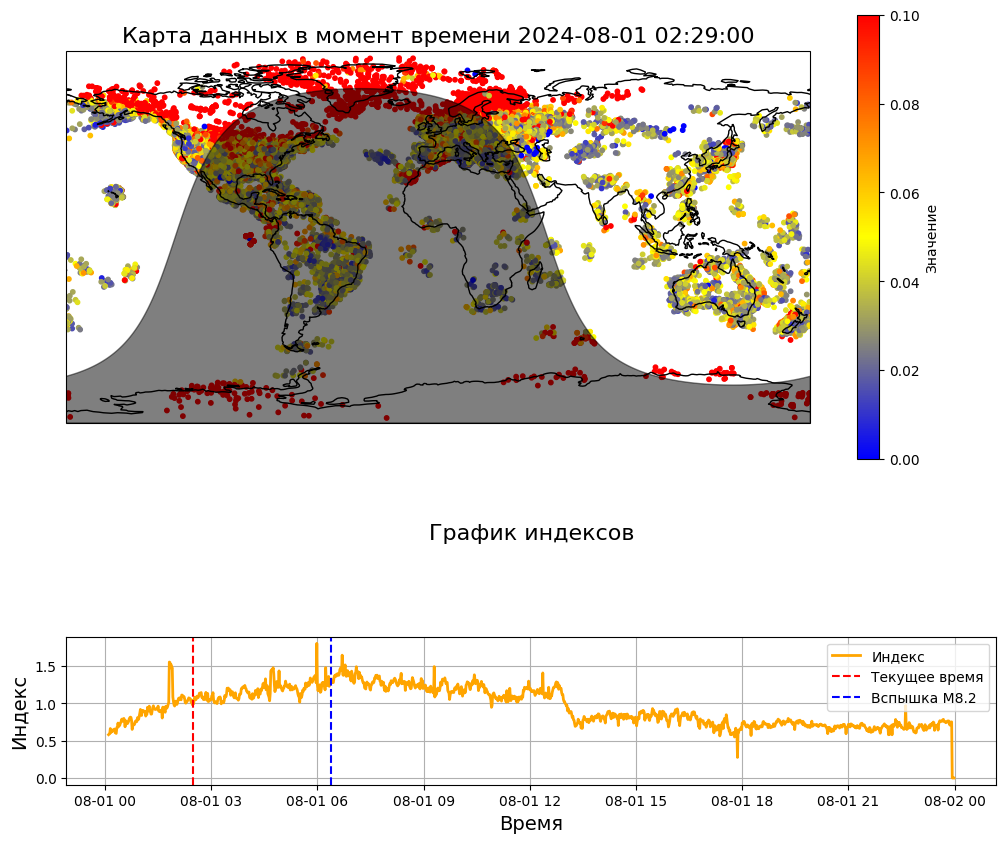 Карта данных в момент времени 2024-08-01 02:29:00
0.10
0.08
0.06
0.04
0.02
0.00
Значение
График индексов
1.5
1.0
0.5
0.0
Индекс
Индекс
Текущее время
Вспышка M8.2
08-01 00
08-01 03
08-01 06
08-01 09
08-01 12
08-01 15
08-01 18
08-01 21
08-02 00
Время